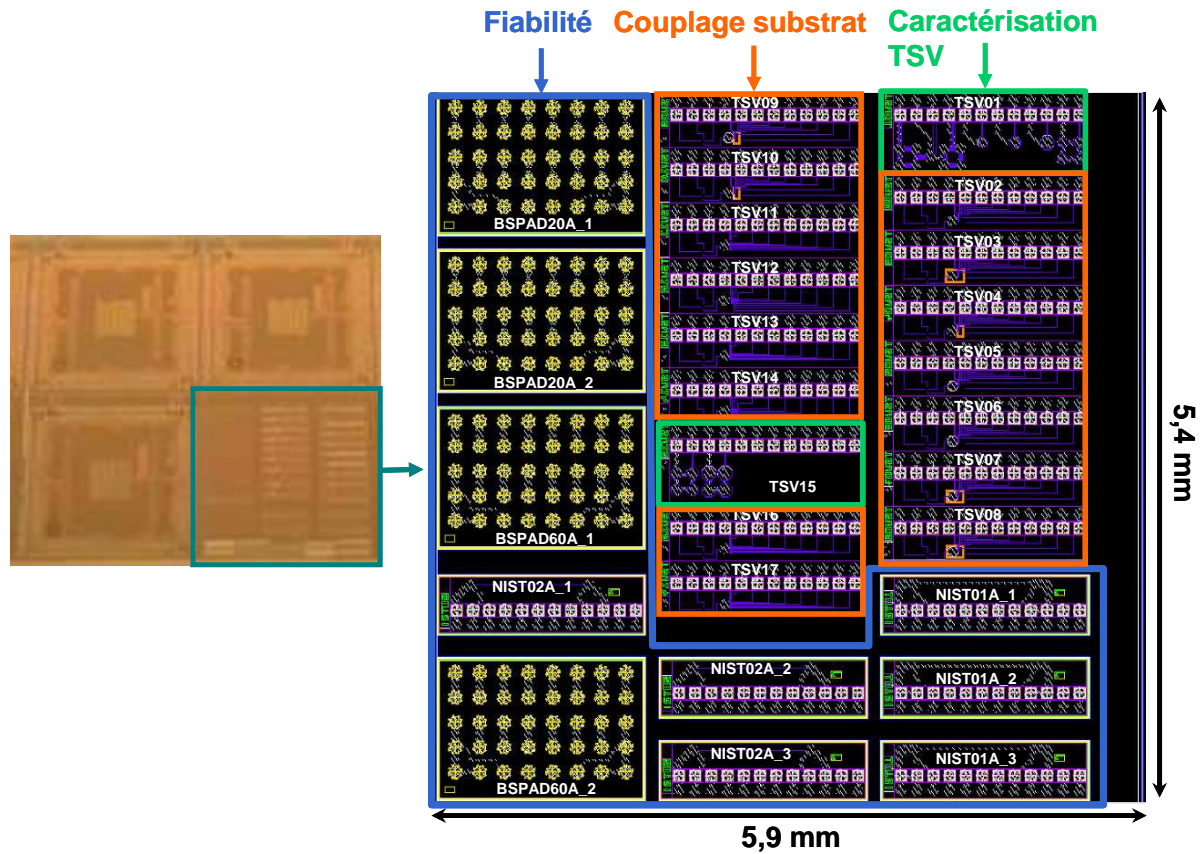 Fiabilité
Couplage substrat
Caractérisation
TSV
BSPAD20A_1
BSPAD20A_2
BSPAD60A_1
NIST02A_1
BSPAD60A_2
TSV09
TSV10
TSV11
TSV12
TSV13
TSV14
TSV15
TSV16
TSV17
NIST02A_2
NIST02A_3
TSV01
TSV02
TSV03
TSV04
TSV05
TSV06
TSV07
TSV08
NIST01A_1
NIST01A_2
NIST01A_3
5,4 mm
5,9 mm